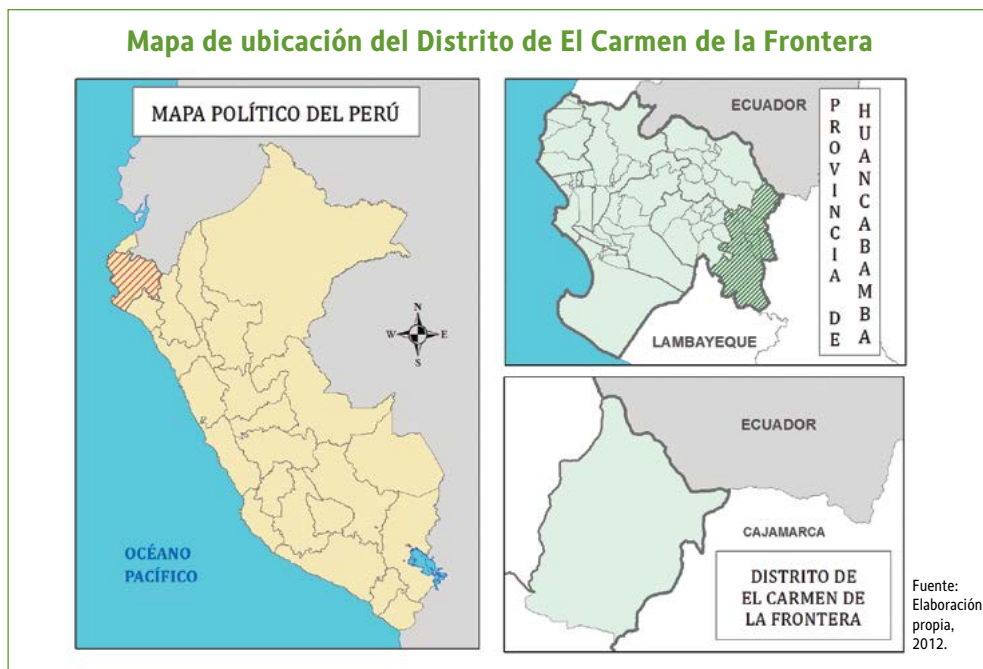 Mapa de ubicación del Distrito de El Carmen de la Frontera
MAPA POLÍTICO DEL PERÚ
N
W E
S
OCÉANO
PACÍFICO
ECUADOR
LAMBAYEQUE
PROVINCIA DE
HUANCABAMBA
ECUADOR
CAJAMARCA
DISTRITO DE
EL CARMEN DE
LA FRONTERA
Fuente:
Elaboración
propia,
2012.